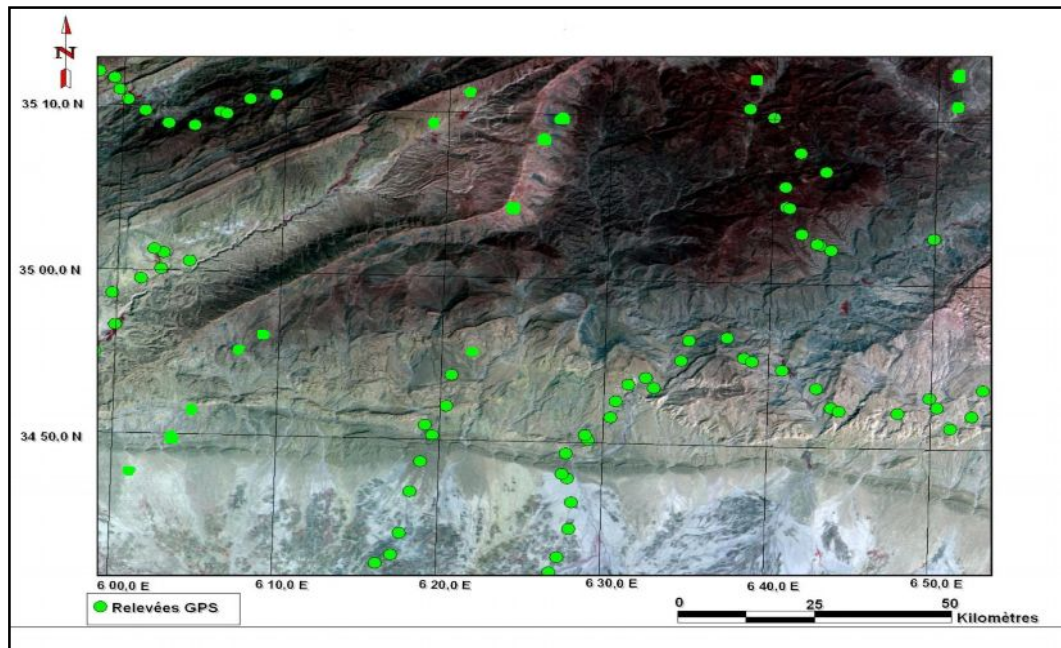 N
35 10,0 N
35 00,0 N
34 50,0 N
6 00,0 E
6 10,0 E
6 20,0 E
6 30,0 E
6 40,0 E
6 50,0 E
Relevées GPS
0 25 50
Kilomètres